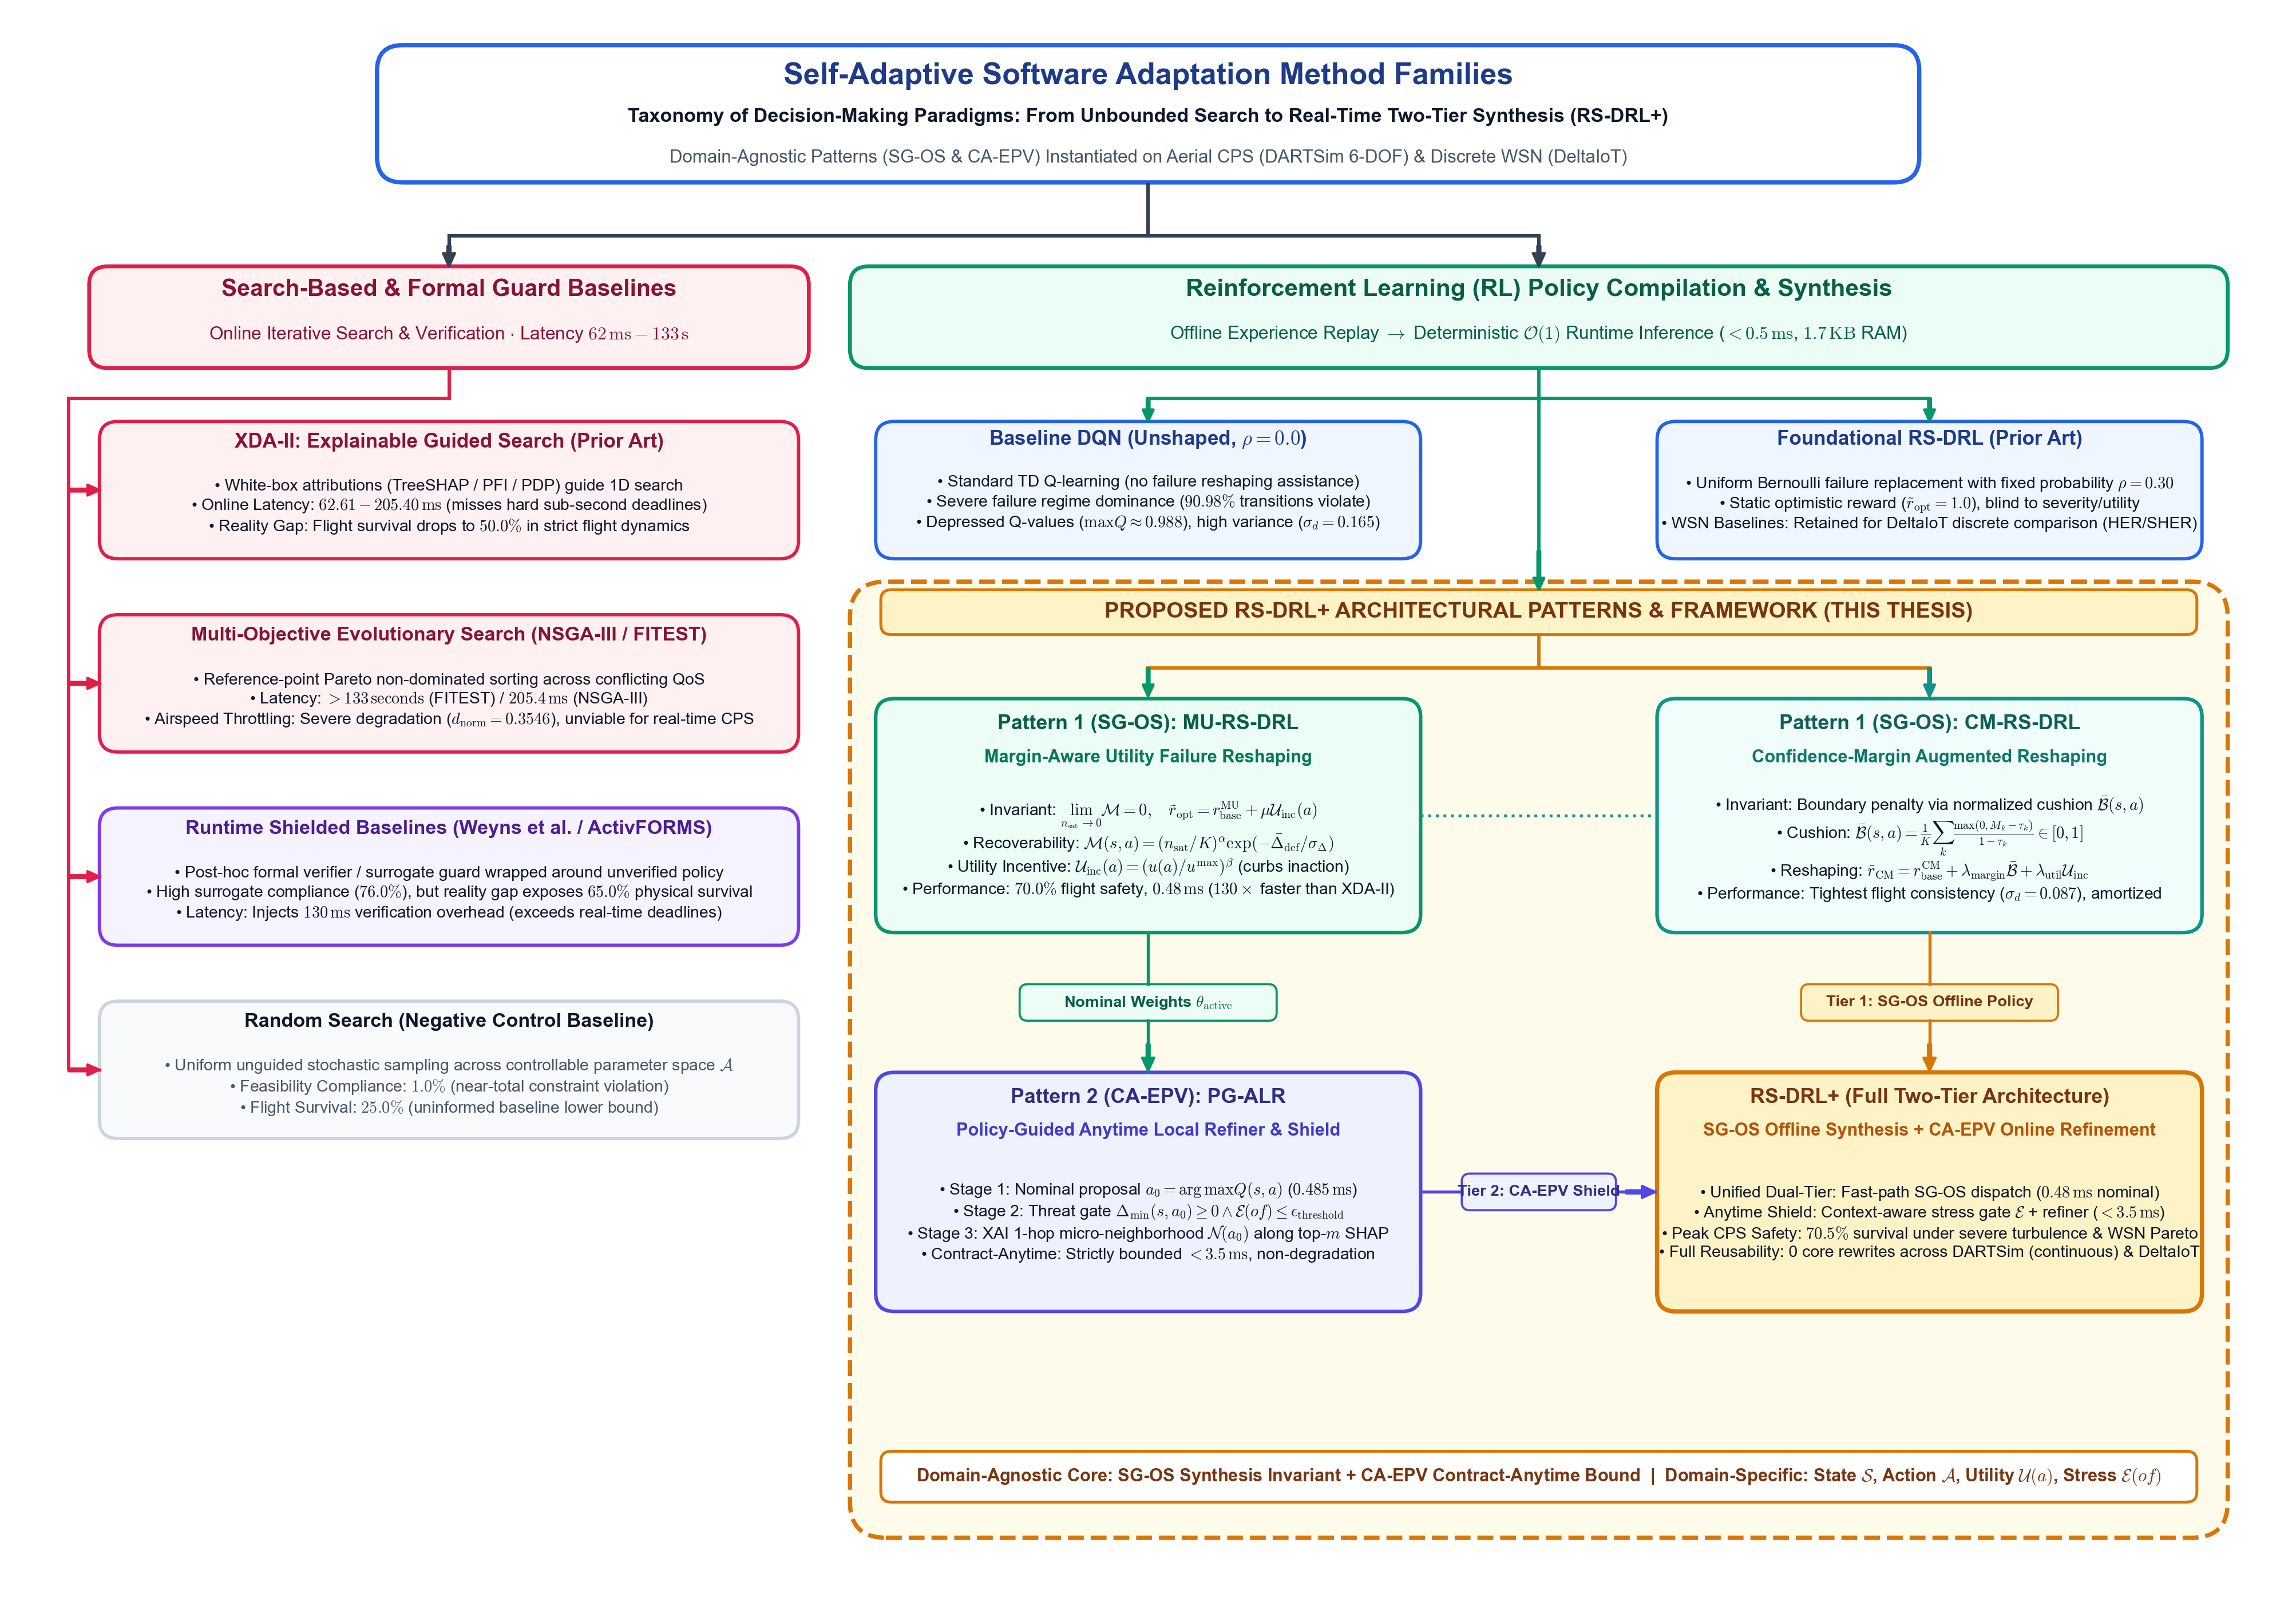 Self-Adaptive Software Adaptation Method Families
Taxonomy of Decision-Making Paradigms: From Unbounded Search to Real-Time Two-Tier Synthesis (RS-DRL+)
Domain-Agnostic Patterns (SG-OS & CA-EPV) Instantiated on Aerial CPS (DARTSim 6-DOF) & Discrete WSN (DeltaIoT)
Search-Based & Formal Guard Baselines
Online Iterative Search & Verification · Latency 62 ms – 133 s
Reinforcement Learning (RL) Policy Compilation & Synthesis
Offline Experience Replay → Deterministic 𝒪(1) Runtime Inference (< 0.5 ms, 1.7 KB RAM)
XDA-II: Explainable Guided Search (Prior Art)
• White-box attributions (TreeSHAP / PFI / PDP) guide 1D search
• Online Latency: 62.61 – 205.40 ms (misses hard sub-second deadlines)
• Reality Gap: Flight survival drops to 50.0% in strict flight dynamics
Baseline DQN (Unshaped, ρ = 0.0)
• Standard TD Q-learning (no failure reshaping assistance)
• Severe failure regime dominance (90.98% transitions violate)
• Depressed Q-values (max Q ≈ 0.988), high variance (σ_d = 0.165)
Foundational RS-DRL (Prior Art)
• Uniform Bernoulli failure replacement with fixed probability ρ = 0.30
• Static optimistic reward (r̃_opt = 1.0), blind to severity/utility
• WSN Baselines: Retained for DeltaIoT discrete comparison (HER/SHER)
Multi-Objective Evolutionary Search (NSGA-III / FITEST)
• Reference-point Pareto non-dominated sorting across conflicting QoS
• Latency: > 133 seconds (FITEST) / 205.4 ms (NSGA-III)
• Airspeed Throttling: Severe degradation (d_norm = 0.3546), unviable for real-time CPS
Runtime Shielded Baselines (Weyns et al. / ActivFORMS)
• Post-hoc formal verifier / surrogate guard wrapped around unverified policy
• High surrogate compliance (76.0%), but reality gap exposes 65.0% physical survival
• Latency: Injects 130 ms verification overhead (exceeds real-time deadlines)
Random Search (Negative Control Baseline)
• Uniform unguided stochastic sampling across controllable parameter space 𝒜
• Feasibility Compliance: 1.0% (near-total constraint violation)
• Flight Survival: 25.0% (uninformed baseline lower bound)
PROPOSED RS-DRL+ ARCHITECTURAL PATTERNS & FRAMEWORK (THIS THESIS)
Pattern 1 (SG-OS): MU-RS-DRL
Margin-Aware Utility Failure Reshaping
• Invariant: lim_{n_sat → 0} ℳ = 0, r̃_opt = r_base^MU + μ𝒰_inc(a)
• Recoverability: ℳ(s, a) = (n_sat/K)^α exp(−Δ̄_def/σ_Δ)
• Utility Incentive: 𝒰_inc(a) = (u(a)/u^max)^β (curbs inaction)
• Performance: 70.0% flight safety, 0.48 ms (130 × faster than XDA-II)
Pattern 1 (SG-OS): CM-RS-DRL
Confidence-Margin Augmented Reshaping
• Invariant: Boundary penalty via normalized cushion ℬ̄(s, a)
• Cushion: ℬ̄(s, a) = 1/K ∑_k max(0, M_k − τ_k)/(1 − τ_k) ∈ [0, 1]
• Reshaping: r̃_CM = r_base^CM + λ_margin ℬ̄ + λ_util 𝒰_inc
• Performance: Tightest flight consistency (σ_d = 0.087), amortized
Nominal Weights θ_active
Tier 1: SG-OS Offline Policy
Pattern 2 (CA-EPV): PG-ALR
Policy-Guided Anytime Local Refiner & Shield
• Stage 1: Nominal proposal a_0 = arg max Q(s, a) (0.485 ms)
• Stage 2: Threat gate Δ_min(s, a_0) ≥ 0 ∧ ℰ(of) ≤ ϵ_threshold
• Stage 3: XAI 1-hop micro-neighborhood 𝒩(a_0) along top-m SHAP
• Contract-Anytime: Strictly bounded < 3.5 ms, non-degradation
Tier 2: CA-EPV Shield
RS-DRL+ (Full Two-Tier Architecture)
SG-OS Offline Synthesis + CA-EPV Online Refinement
• Unified Dual-Tier: Fast-path SG-OS dispatch (0.48 ms nominal)
• Anytime Shield: Context-aware stress gate ℰ + refiner (< 3.5 ms)
• Peak CPS Safety: 70.5% survival under severe turbulence & WSN Pareto
• Full Reusability: 0 core rewrites across DARTSim (continuous) & DeltaIoT
Domain-Agnostic Core: SG-OS Synthesis Invariant + CA-EPV Contract-Anytime Bound | Domain-Specific: State 𝒮, Action 𝒜, Utility 𝒰(a), Stress ℰ(of)